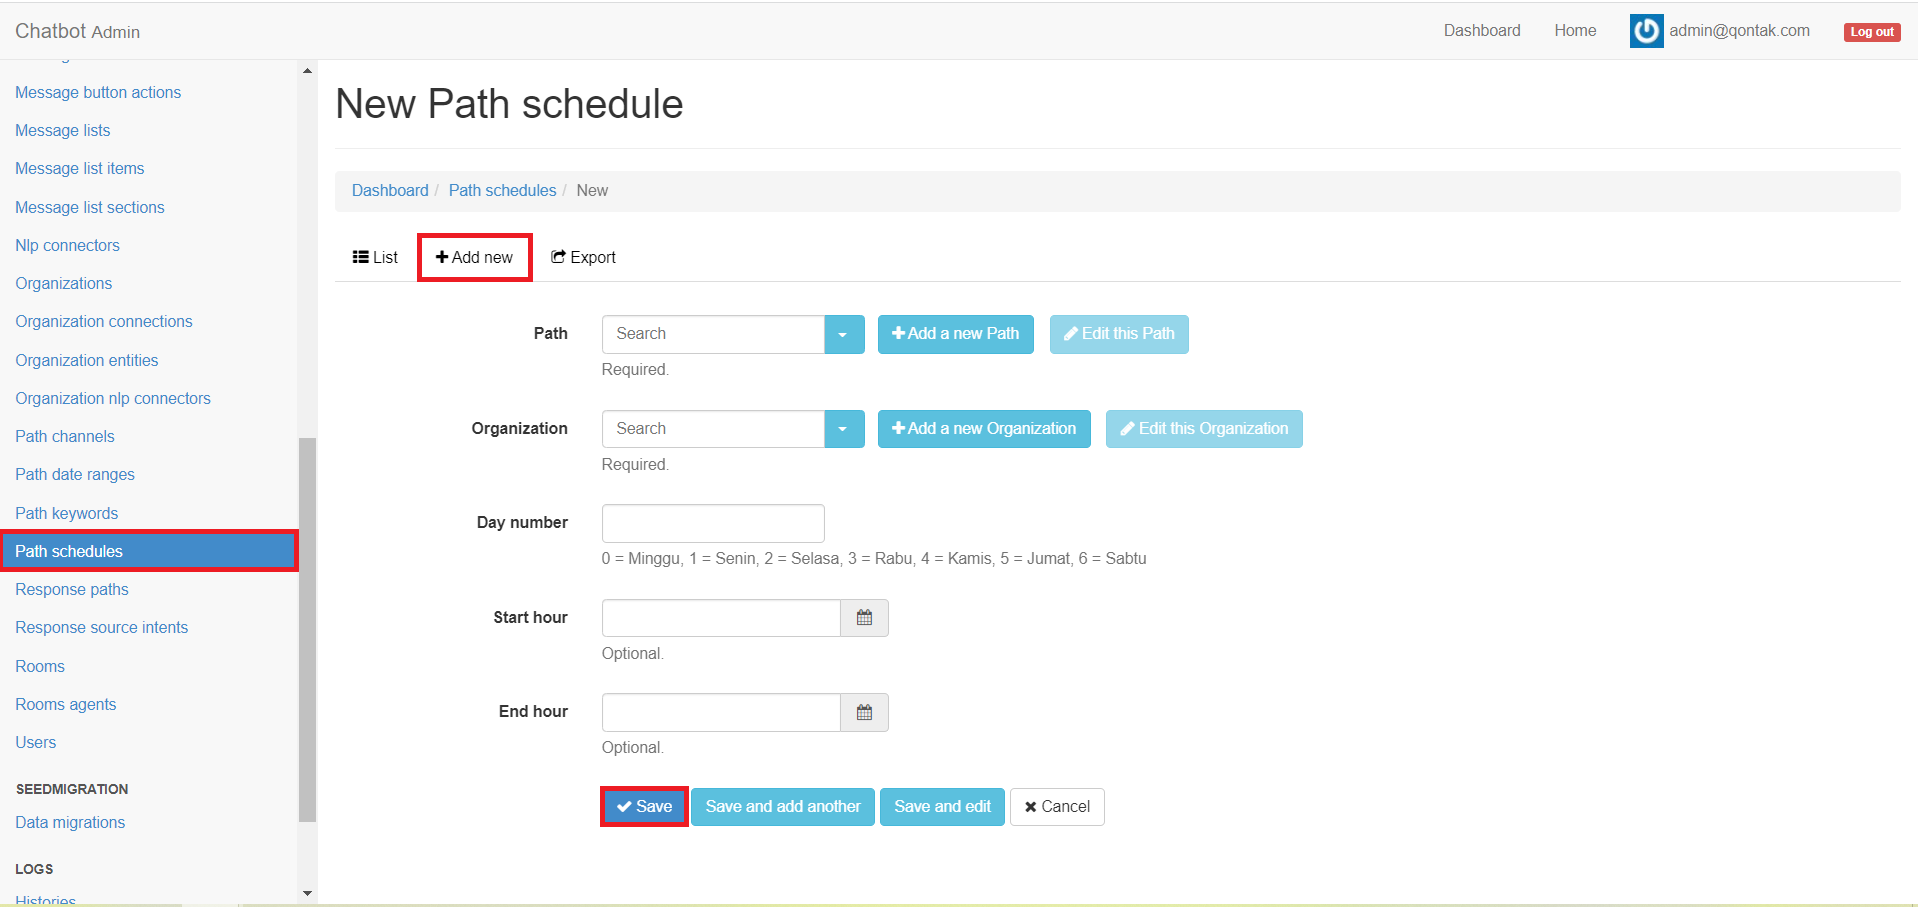 Chatbot Admin
Dashboard
Home
admin@qontak.com
Log out
Message button actions
Message lists
Message list items
Message list sections
Nlp connectors
Organizations
Organization connections
Organization entities
Organization nlp connectors
Path channels
Path date ranges
Path keywords
Path schedules
Response paths
Response source intents
Rooms
Rooms agents
Users
SEEDMIGRATION
Data migrations
LOGS
Histories
New Path schedule
Dashboard / Path schedules / New
List
Add new
Export
Path
Search
Add a new Path
Edit this Path
Required.
Organization
Search
Add a new Organization
Edit this Organization
Required.
Day number
0 = Minggu, 1 = Senin, 2 = Selasa, 3 = Rabu, 4 = Kamis, 5 = Jumat, 6 = Sabtu
Start hour
Optional.
End hour
Optional.
Save
Save and add another
Save and edit
Cancel